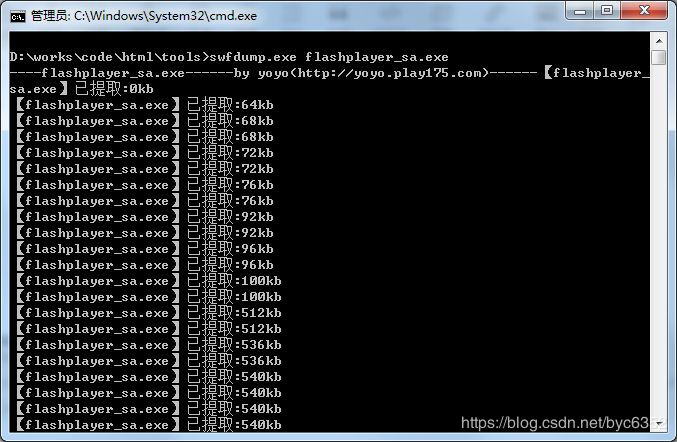 管理员: C:\Windows\System32\cmd.exe
D:\works\code\html\tools>swfdump.exe flashplayer_sa.exe
----flashplayer_sa.exe------by yoyo(http://yoyo.play175.com)------【flashplayer_
sa.exe】已提取:0kb
【flashplayer_sa.exe】已提取:64kb
【flashplayer_sa.exe】已提取:68kb
【flashplayer_sa.exe】已提取:68kb
【flashplayer_sa.exe】已提取:72kb
【flashplayer_sa.exe】已提取:72kb
【flashplayer_sa.exe】已提取:76kb
【flashplayer_sa.exe】已提取:76kb
【flashplayer_sa.exe】已提取:92kb
【flashplayer_sa.exe】已提取:92kb
【flashplayer_sa.exe】已提取:96kb
【flashplayer_sa.exe】已提取:96kb
【flashplayer_sa.exe】已提取:100kb
【flashplayer_sa.exe】已提取:100kb
【flashplayer_sa.exe】已提取:512kb
【flashplayer_sa.exe】已提取:512kb
【flashplayer_sa.exe】已提取:536kb
【flashplayer_sa.exe】已提取:536kb
【flashplayer_sa.exe】已提取:540kb
【flashplayer_sa.exe】已提取:540kb
【flashplayer_sa.exe】已提取:540kb
【flashplayer_sa.exe】已提取:540kb